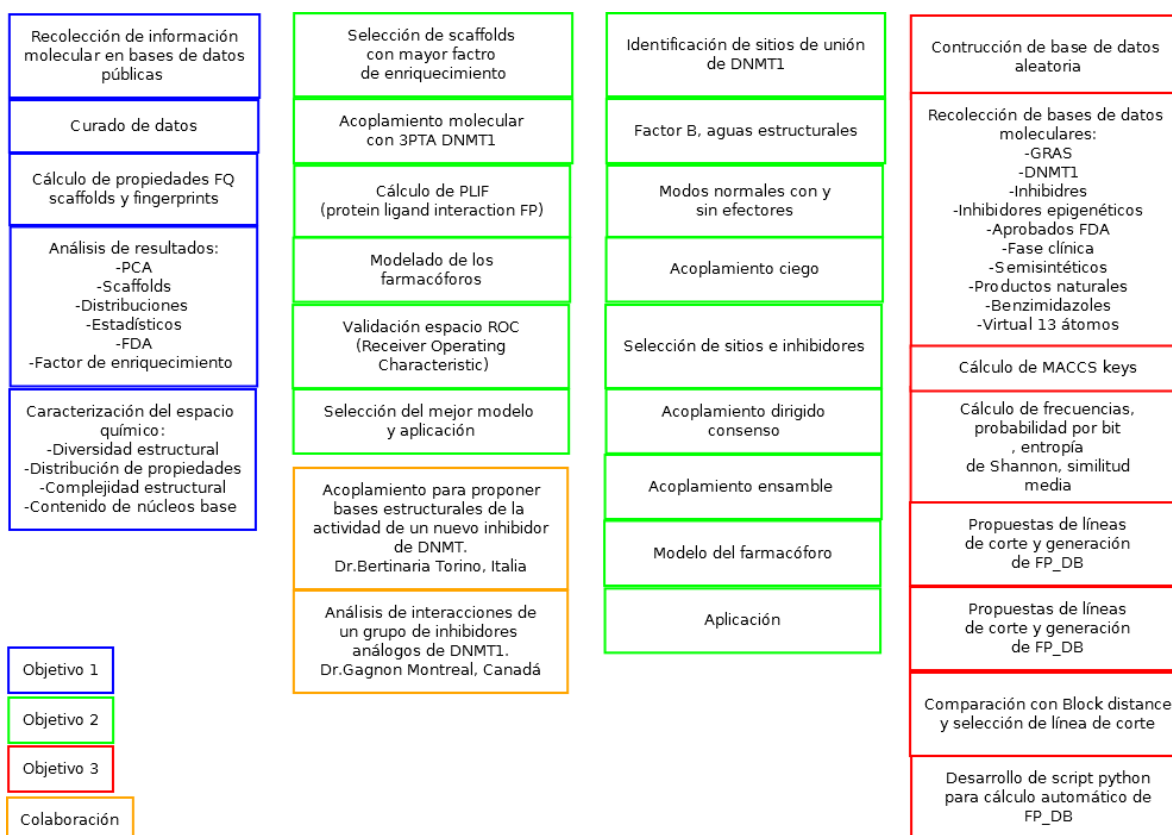 Recolección de información
molecular en bases de datos
públicas
Curado de datos
Cálculo de propiedades FQ
scaffolds y fingerprints
Análisis de resultados:
-PCA
-Scaffolds
-Distribuciones
-Estadísticos
-FDA
-Factor de enriquecimiento
Caracterización del espacio
químico:
-Diversidad estructural
-Distribución de propiedades
-Complejidad estructural
-Contenido de núcleos base
Objetivo 1
Objetivo 2
Objetivo 3
Colaboración
Selección de scaffolds
con mayor factro
de enriquecimiento
Acoplamiento molecular
con 3PTA DNMT1
Cálculo de PLIF
(protein ligand interaction FP)
Modelado de los
farmacóforos
Validación espacio ROC
(Receiver Operating
Characteristic)
Selección del mejor modelo
y aplicación
Acoplamiento para proponer
bases estructurales de la
actividad de un nuevo inhibidor
de DNMT.
Dr.Bertinaria Torino, Italia
Análisis de interacciones de
un grupo de inhibidores
análogos de DNMT1.
Dr.Gagnon Montreal, Canadá
Identificación de sitios de unión
de DNMT1
Factor B, aguas estructurales
Modos normales con y
sin efectores
Acoplamiento ciego
Selección de sitios e inhibidores
Acoplamiento dirigido
consenso
Acoplamiento ensamble
Modelo del farmacóforo
Aplicación
Contrucción de base de datos
aleatoria
Recolección de bases de datos
moleculares:
-GRAS
-DNMT1
-Inhibidres
-Inhibidores epigenéticos
-Aprobados FDA
-Fase clínica
-Semisintéticos
-Productos naturales
-Benzimidazoles
-Virtual 13 átomos
Cálculo de MACCS keys
Cálculo de frecuencias,
probabilidad por bit
, entropía
de Shannon, similitud
media
Propuestas de líneas
de corte y generación
de FP_DB
Propuestas de líneas
de corte y generación
de FP_DB
Comparación con Block distance
y selección de línea de corte
Desarrollo de script python
para cálculo automático de
FP_DB